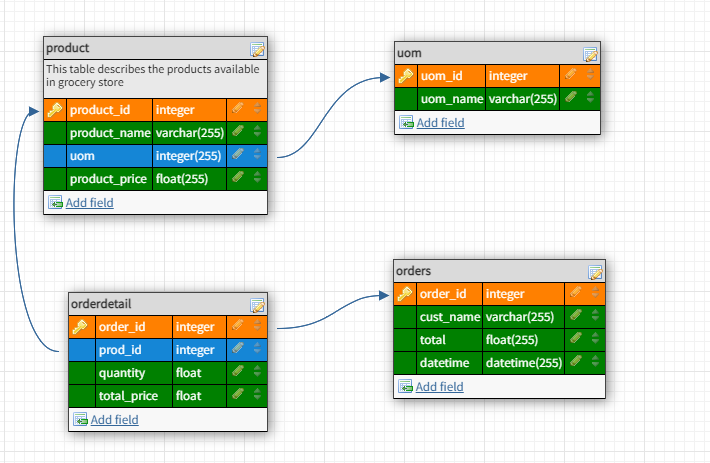 product
This table describes the products available
in grocery store
product_id integer
product_name varchar(255)
uom integer(255)
product_price float(255)
Add field
uom
uom_id integer
uom_name varchar(255)
Add field
orderdetail
order_id integer
prod_id integer
quantity float
total_price float
Add field
orders
order_id integer
cust_name varchar(255)
total float(255)
datetime datetime(255)
Add field